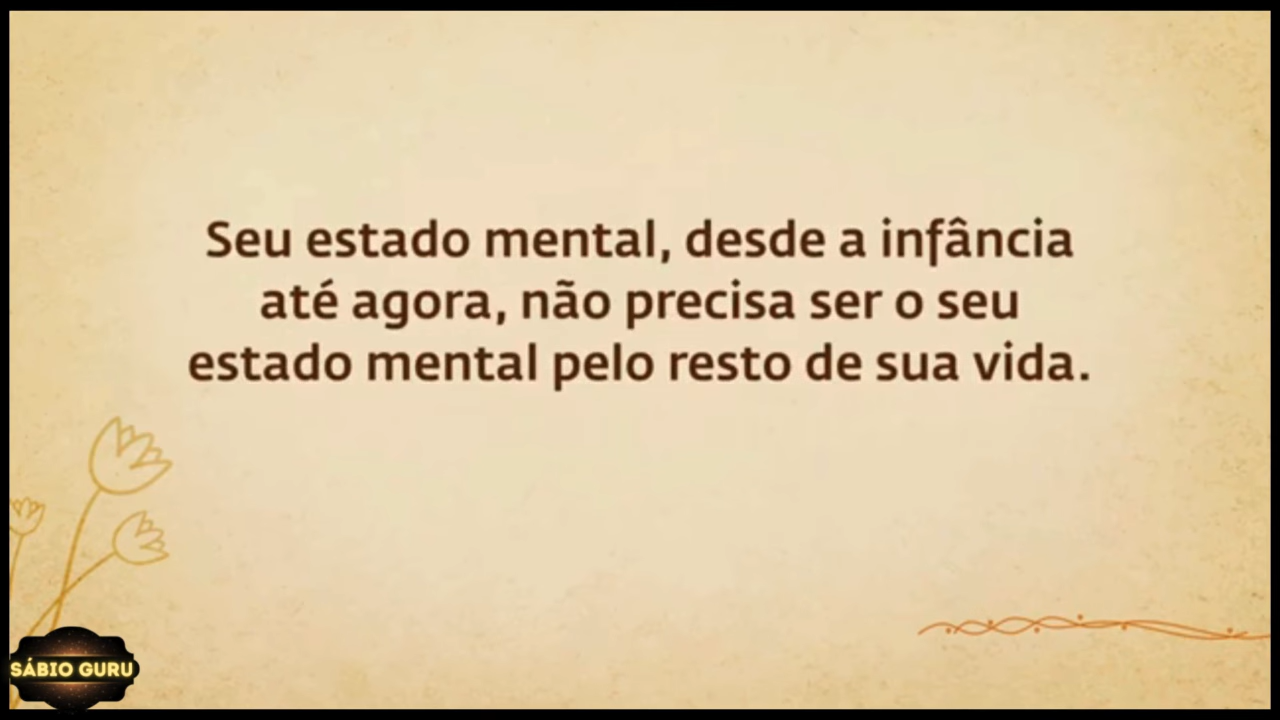 Seu estado mental, desde a infância
até agora, não precisa ser o seu
estado mental pelo resto de sua vida.
SÁBIO GURU